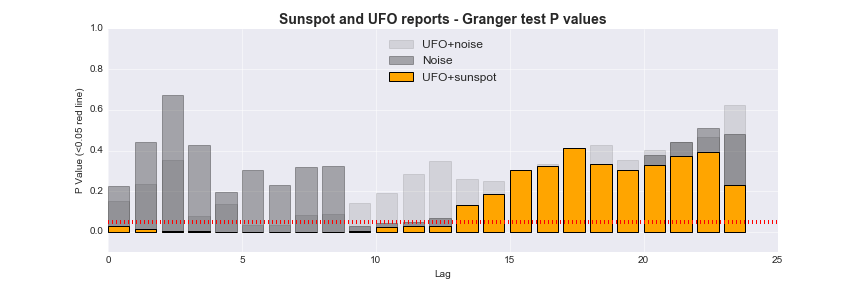 Sunspot and UFO reports - Granger test P values
1.0
0.8
0.6
0.4
0.2
0.0
P Value (<0.05 red line)
UFO+noise
Noise
UFO+sunspot
0 5 10 15 20 25
Lag